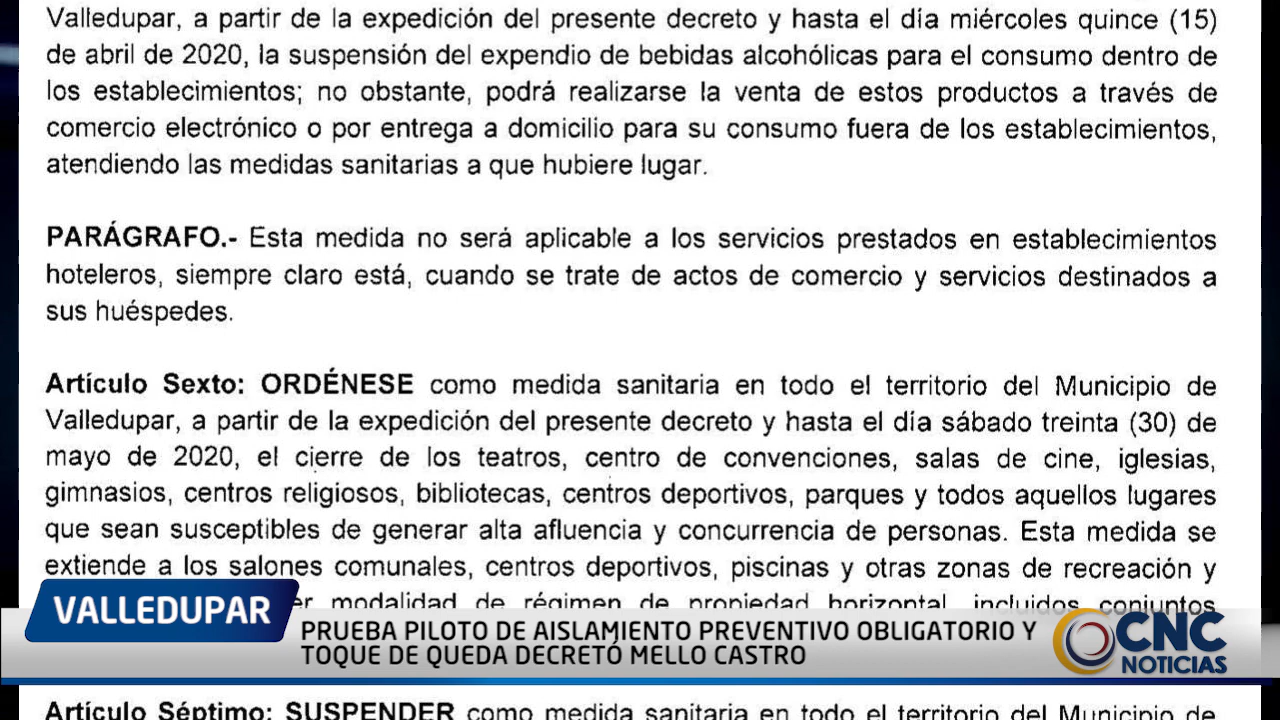 Valledupar, a partir de la expedición del presente decreto y hasta el día miércoles quince (15)
de abril de 2020, la suspensión del expendio de bebidas alcohólicas para el consumo dentro de
los establecimientos; no obstante, podrá realizarse la venta de estos productos a través de
comercio electrónico o por entrega a domicilio para su consumo fuera de los establecimientos,
atendiendo las medidas sanitarias a que hubiere lugar.
PARÁGRAFO.- Esta medida no será aplicable a los servicios prestados en establecimientos
hoteleros, siempre claro está, cuando se trate de actos de comercio y servicios destinados a
sus huéspedes.
Artículo Sexto: ORDÉNESE como medida sanitaria en todo el territorio del Municipio de
Valledupar, a partir de la expedición del presente decreto y hasta el día sábado treinta (30) de
mayo de 2020, el cierre de los teatros, centro de convenciones, salas de cine, iglesias,
gimnasios, centros religiosos, bibliotecas, centros deportivos, parques y todos aquellos lugares
que sean susceptibles de generar alta afluencia y concurrencia de personas. Esta medida se
extiende a los salones comunales, centros deportivos, piscinas y otras zonas de recreación y
modalidad de régimen de propiedad horizontal, incluidos conjuntos
VALLEDUPAR
PRUEBA PILOTO DE AISLAMIENTO PREVENTIVO OBLIGATORIO Y
TOQUE DE QUEDA DECRETÓ MELLO CASTRO
CNC
NOTICIAS
Artículo Séptimo: SUSPENDER como medida sanitaria en todo el territorio del Municipio de